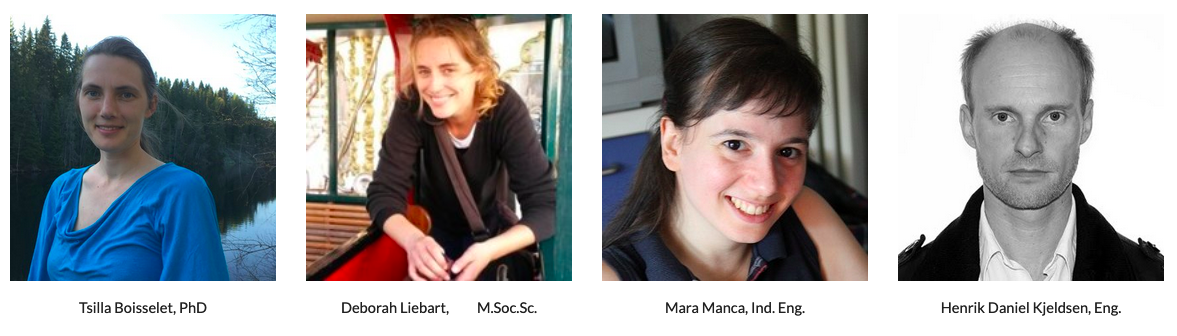 Tsilla Boisselet, PhD
Deborah Liebart, M.Soc.Sc.
Mara Manca, Ind. Eng.
Henrik Daniel Kjeldsen, Eng.